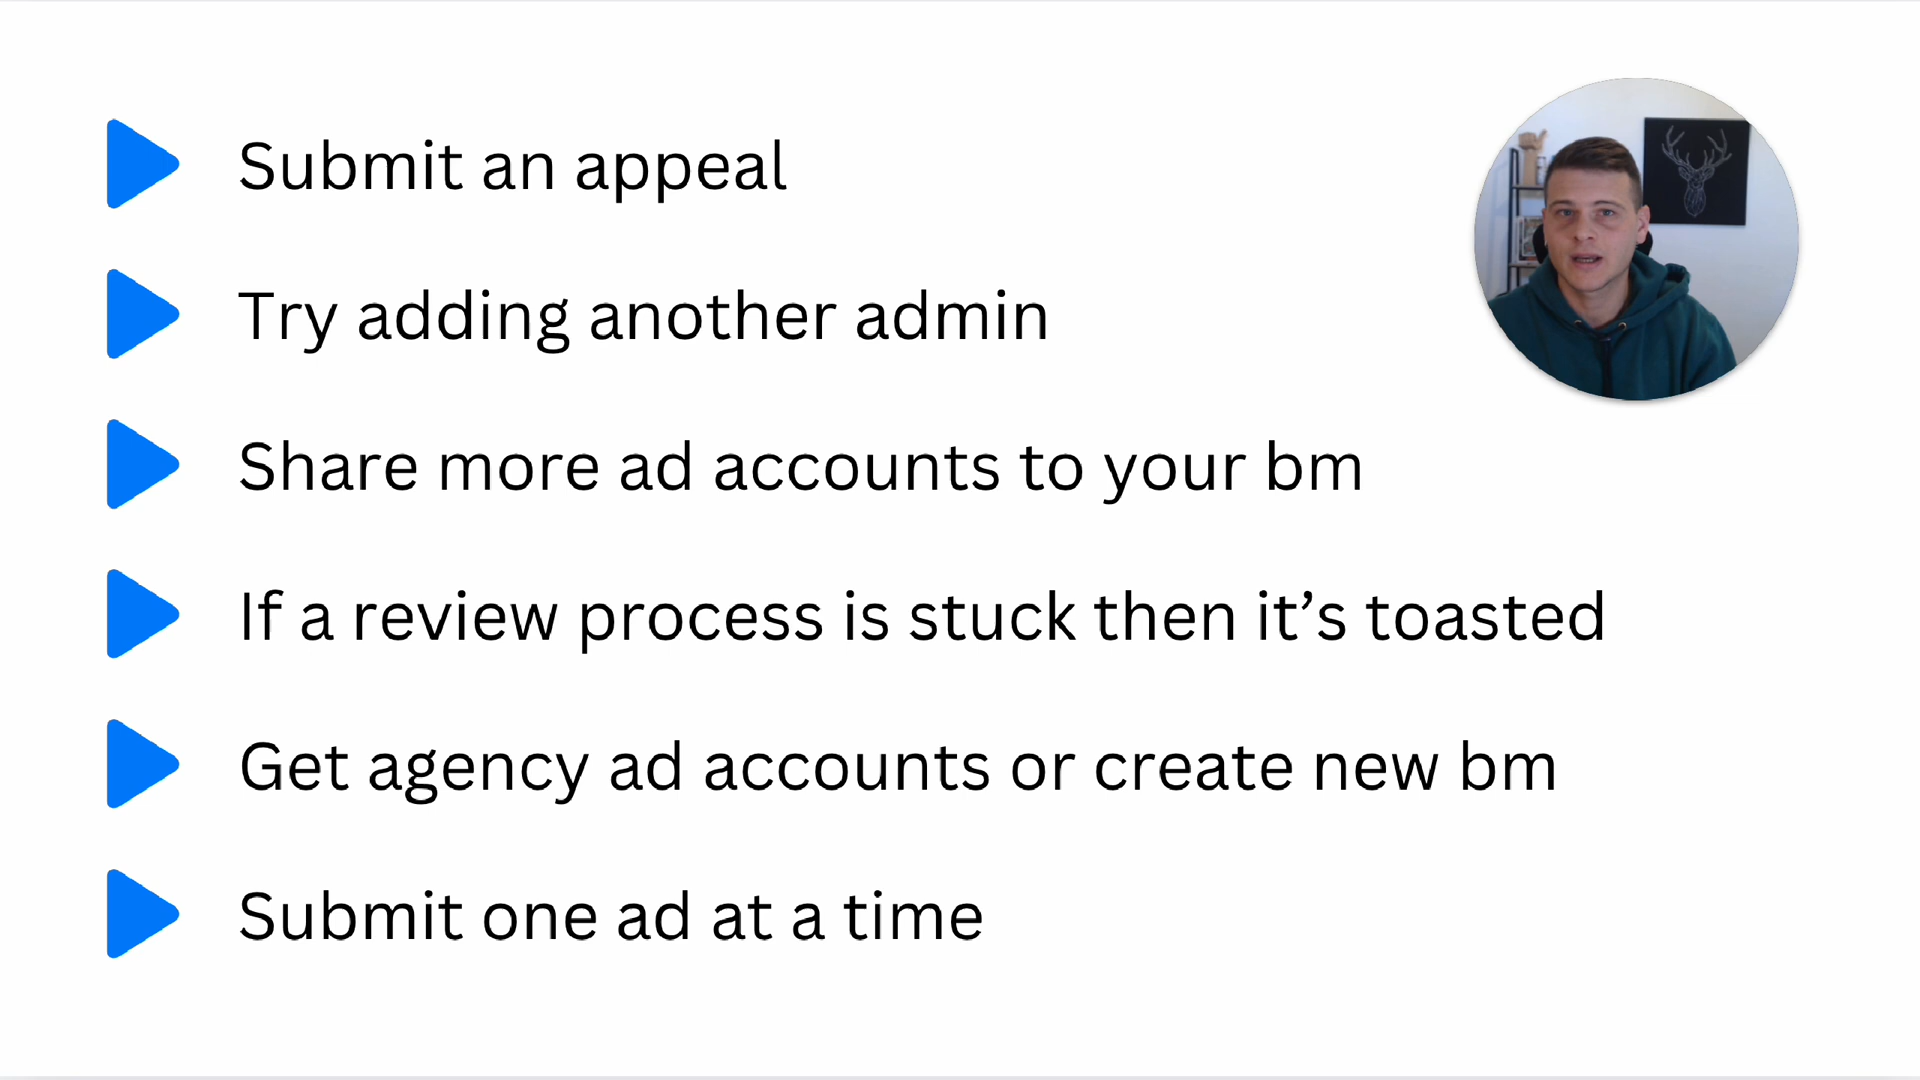 Submit an appeal
Try adding another admin
Share more ad accounts to your bm
If a review process is stuck then it’s toasted
Get agency ad accounts or create new bm
Submit one ad at a time